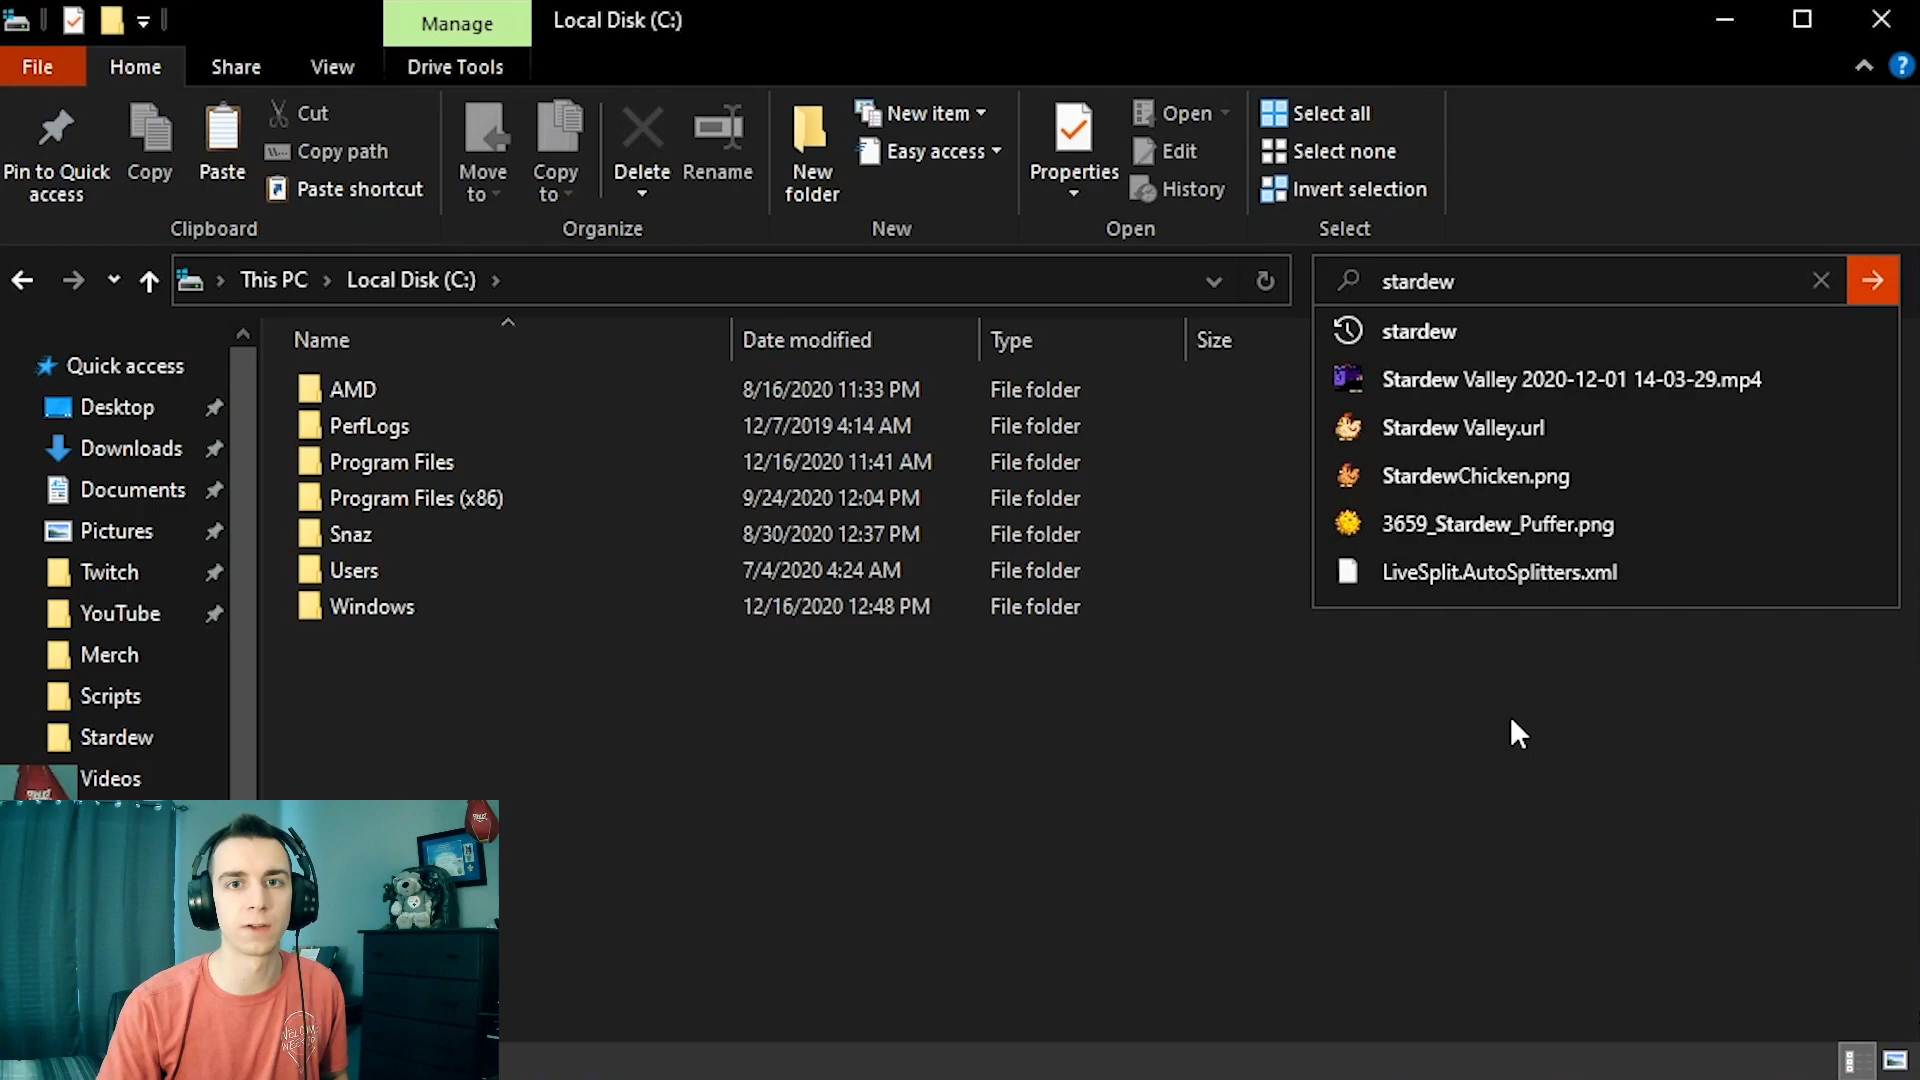 Manage
Local Disk (C:)
File
Home
Share
View
Drive Tools
?
Pin to Quick access
Copy
Paste
Cut
Copy path
Paste shortcut
Clipboard
Move to
Copy to
Delete
Rename
Organize
New folder
New item
Easy access
New
Properties
Open
Edit
History
Open
Select all
Select none
Invert selection
Select
This PC
Local Disk (C:)
stardew
Name
Date modified
Type
Size
AMD 8/16/2020 11:33 PM File folder
PerfLogs 12/7/2019 4:14 AM File folder
Program Files 12/16/2020 11:41 AM File folder
Program Files (x86) 9/24/2020 12:04 PM File folder
Snaz 8/30/2020 12:37 PM File folder
Users 7/4/2020 4:24 AM File folder
Windows 12/16/2020 12:48 PM File folder
stardew
Stardew Valley 2020-12-01 14-03-29.mp4
Stardew Valley.url
StardewChicken.png
3659_Stardew_Puffer.png
LiveSplit.AutoSplitters.xml
Quick access
Desktop
Downloads
Documents
Pictures
Twitch
YouTube
Merch
Scripts
Stardew
Videos